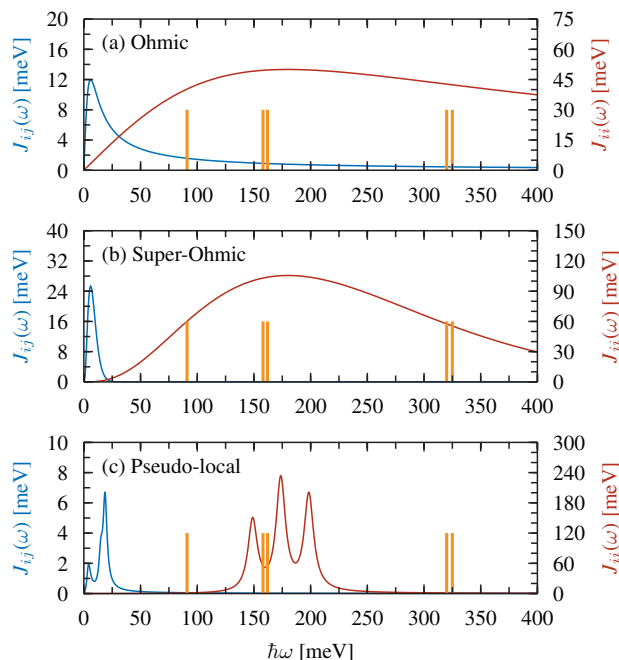 (a) Ohmic
J_ij(ω) [meV]
20
16
12
8
4
0
J_ii(ω) [meV]
75
60
45
30
15
0
0 50 100 150 200 250 300 350 400
(b) Super-Ohmic
J_ij(ω) [meV]
40
36
28
16
8
0
J_ii(ω) [meV]
150
120
90
60
30
0
0 50 100 150 200 250 300 350 400
(c) Pseudo-local
J_ij(ω) [meV]
10
8
6
4
2
0
J_ii(ω) [meV]
300
240
180
120
60
0
0 50 100 150 200 250 300 350 400
ħω [meV]